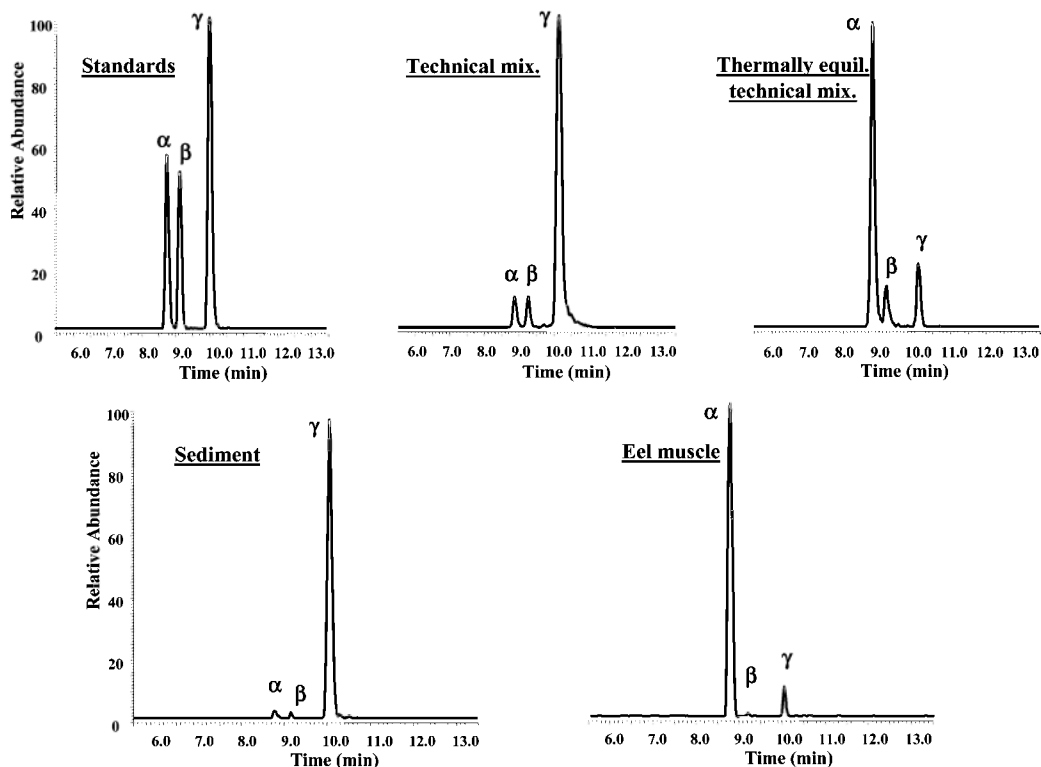 Standards
γ
α
β
Relative Abundance
100
80
60
40
20
0
6.0 7.0 8.0 9.0 10.0 11.0 12.0 13.0
Time (min)
Technical mix.
γ
α
β
6.0 7.0 8.0 9.0 10.0 11.0 12.0 13.0
Time (min)
Thermally equil.
technical mix.
α
β
γ
6.0 7.0 8.0 9.0 10.0 11.0 12.0 13.0
Time (min)
Sediment
γ
α
β
Relative Abundance
100
80
60
40
20
0
6.0 7.0 8.0 9.0 10.0 11.0 12.0 13.0
Time (min)
Eel muscle
α
β
γ
6.0 7.0 8.0 9.0 10.0 11.0 12.0 13.0
Time (min)